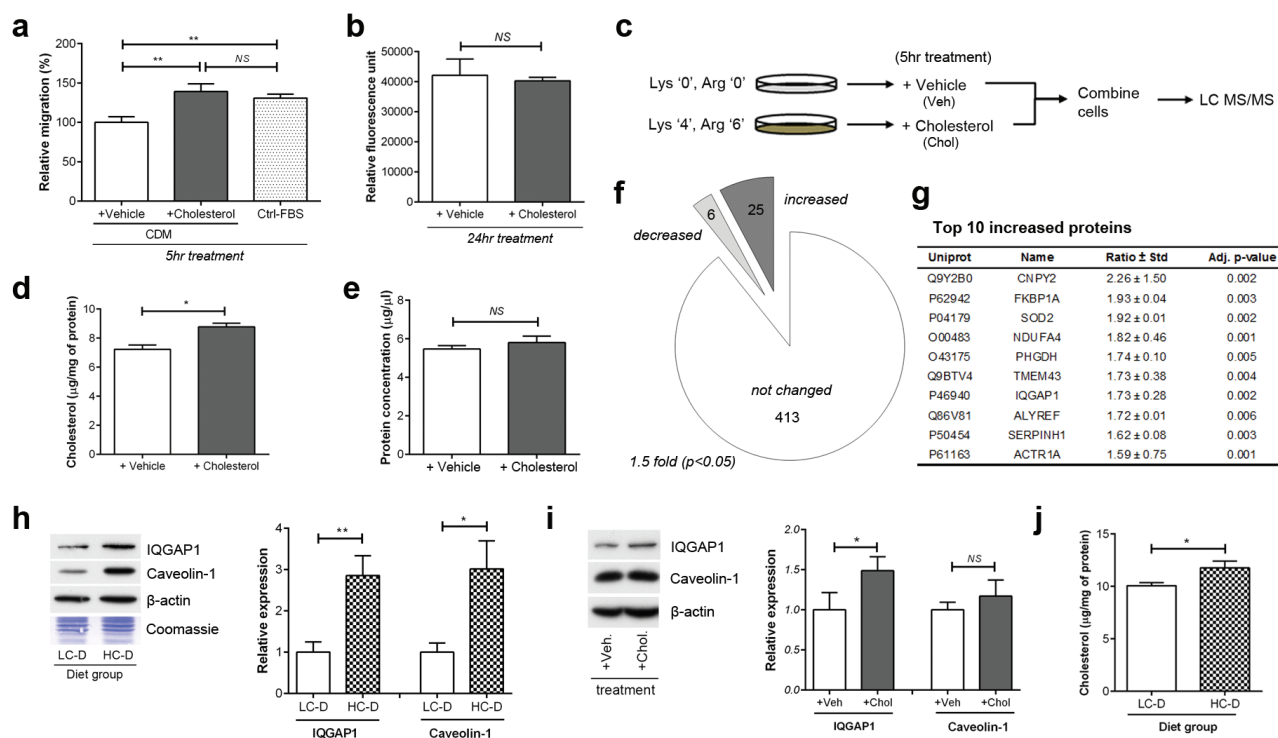 a
Relative migration (%)
200
150
100
50
0
**
**
NS
+Vehicle
+Cholesterol
Ctrl-FBS
CDM
5hr treatment
b
Relative fluorescence unit
50000
40000
30000
20000
10000
0
NS
+ Vehicle
+ Cholesterol
24hr treatment
c
(5hr treatment)
Lys '0', Arg '0'
+ Vehicle
(Veh)
Lys '4', Arg '6'
+ Cholesterol
(Chol)
Combine
cells
LC MS/MS
d
Cholesterol (µg/mg of protein)
10
8
6
4
2
0
*
+ Vehicle
+ Cholesterol
e
Protein concentration (µg/µl)
10
8
6
4
2
0
NS
+ Vehicle
+ Cholesterol
f
increased
25
6
decreased
not changed
413
1.5 fold (p<0.05)
g
Top 10 increased proteins
Uniprot Name Ratio ± Std Adj. p-value
Q9Y2B0 CNPY2 2.26 ± 1.50 0.002
P62942 FKBP1A 1.93 ± 0.04 0.003
P04179 SOD2 1.92 ± 0.01 0.002
O00483 NDUFA4 1.82 ± 0.46 0.001
O43175 PHGDH 1.74 ± 0.10 0.005
Q9BTV4 TMEM43 1.73 ± 0.38 0.004
P46940 IQGAP1 1.73 ± 0.28 0.002
Q86V81 ALYREF 1.72 ± 0.01 0.006
P50454 SERPINH1 1.62 ± 0.08 0.003
P61163 ACTR1A 1.59 ± 0.75 0.001
h
IQGAP1
Caveolin-1
β-actin
Coomassie
LC-D HC-D
Diet group
Relative expression
5
4
3
2
1
0
**
*
LC-D HC-D LC-D HC-D
IQGAP1 Caveolin-1
i
IQGAP1
Caveolin-1
β-actin
+Veh.
+Chol.
treatment
Relative expression
2.0
1.5
1.0
0.5
0.0
*
NS
+Veh +Chol +Veh +Chol
IQGAP1 Caveolin-1
j
Cholesterol (µg/mg of protein)
15
10
5
0
*
LC-D HC-D
Diet group